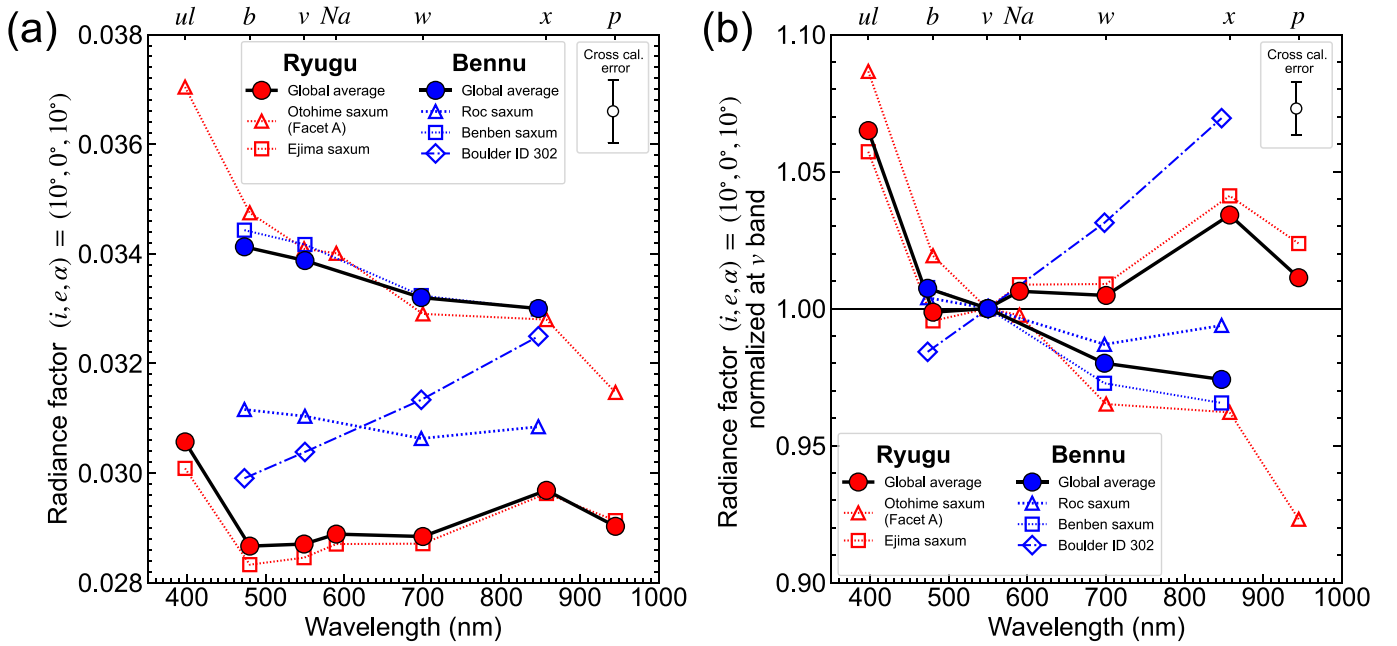 (a)
ul b v Na w x p
0.038
0.036
0.034
0.032
0.030
0.028
Radiance factor (i, e, α) = (10°, 0°, 10°)
Ryugu
Global average
Otohime saxum
(Facet A)
Ejima saxum
Bennu
Global average
Roc saxum
Benben saxum
Boulder ID 302
Cross cal.
error
400 500 600 700 800 900 1000
Wavelength (nm)
(b)
ul b v Na w x p
1.10
1.05
1.00
0.95
0.90
Radiance factor (i, e, α) = (10°, 0°, 10°)
normalized at v band
Cross cal.
error
Ryugu
Global average
Otohime saxum
(Facet A)
Ejima saxum
Bennu
Global average
Roc saxum
Benben saxum
Boulder ID 302
400 500 600 700 800 900 1000
Wavelength (nm)